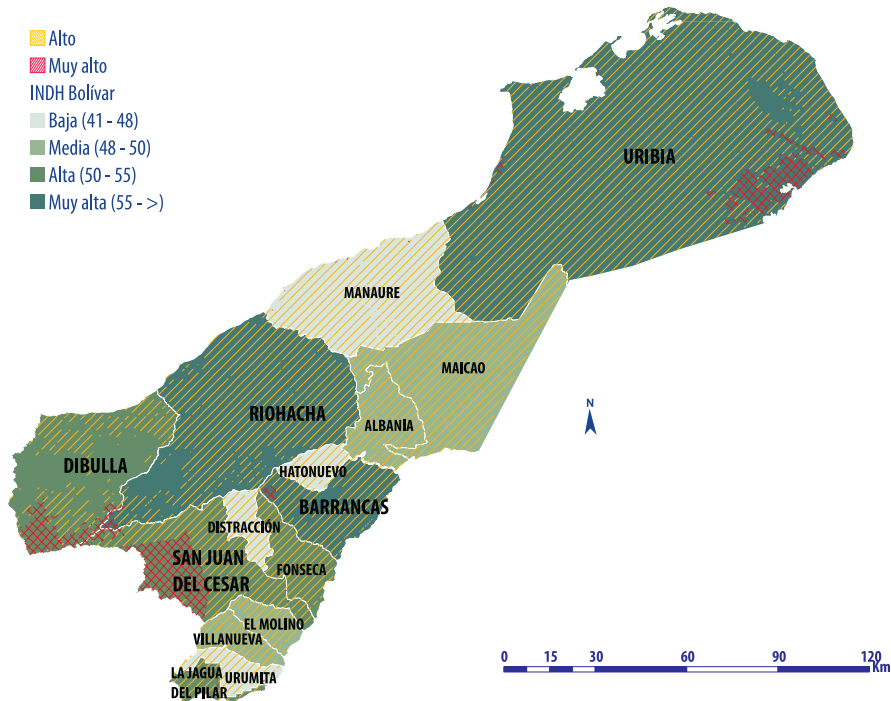 Alto
Muy alto
INDH Bolívar
Baja (41 - 48)
Media (48 - 50)
Alta (50 - 55)
Muy alta (55 - >)
URIBIA
MANAURE
MAICAO
N
RIOHACHA
ALBANÍA
DIBULLA
HATONUEVO
BARRANCAS
DISTRACCIÓN
SAN JUAN
DEL CESAR
FONSECA
EL MOLINO
VILLANUEVA
LA JAGUA
DEL PILAR
URUMITA
0 15 30 60 90 120
Km